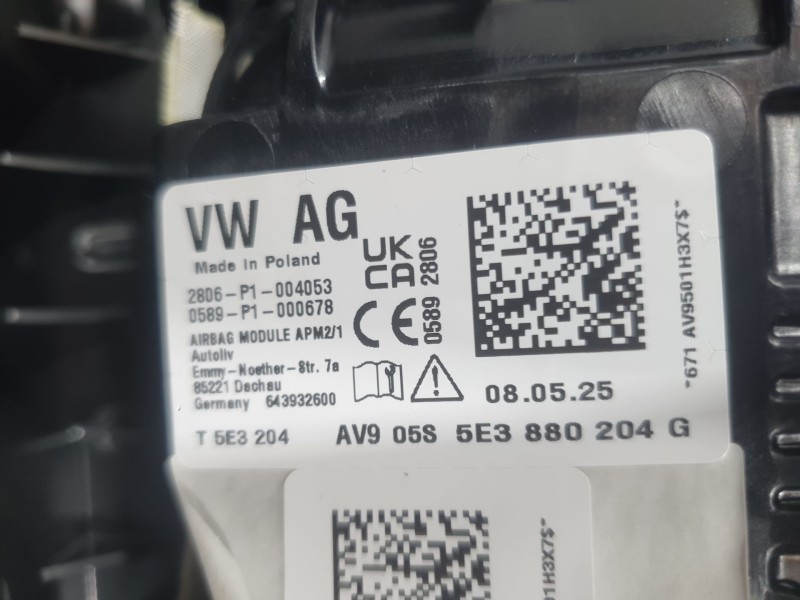 VW AG
Made in Poland
2806-P1-004053
0589-P1-000678
AIRBAG MODULE APM2/1
Autoliv
Emmy-Noether-Str. 7a
85221 Dachau
Germany 643932600
UK
CA
2806
CE
0589
08.05.25
T 5E3 204
AV9 05S 5E3 880 204 G
*671 AV9501H3X7$*
01H3X7$*